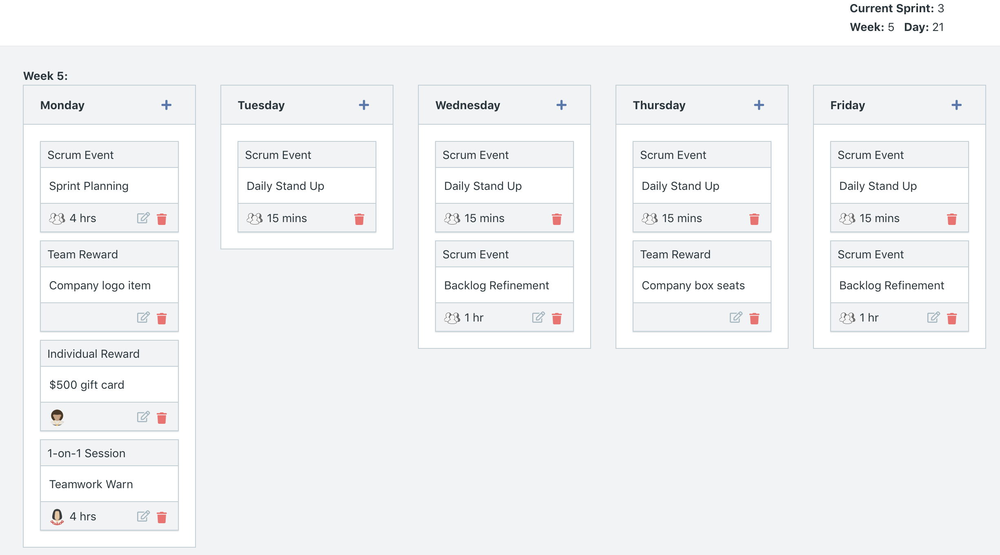 Current Sprint: 3
Week: 5 Day: 21
Week 5:
Monday
Scrum Event
Sprint Planning
4 hrs
Team Reward
Company logo item
Individual Reward
$500 gift card
1-on-1 Session
Teamwork Warn
4 hrs
Tuesday
Scrum Event
Daily Stand Up
15 mins
Wednesday
Scrum Event
Daily Stand Up
15 mins
Scrum Event
Backlog Refinement
1 hr
Thursday
Scrum Event
Daily Stand Up
15 mins
Team Reward
Company box seats
Friday
Scrum Event
Daily Stand Up
15 mins
Scrum Event
Backlog Refinement
1 hr